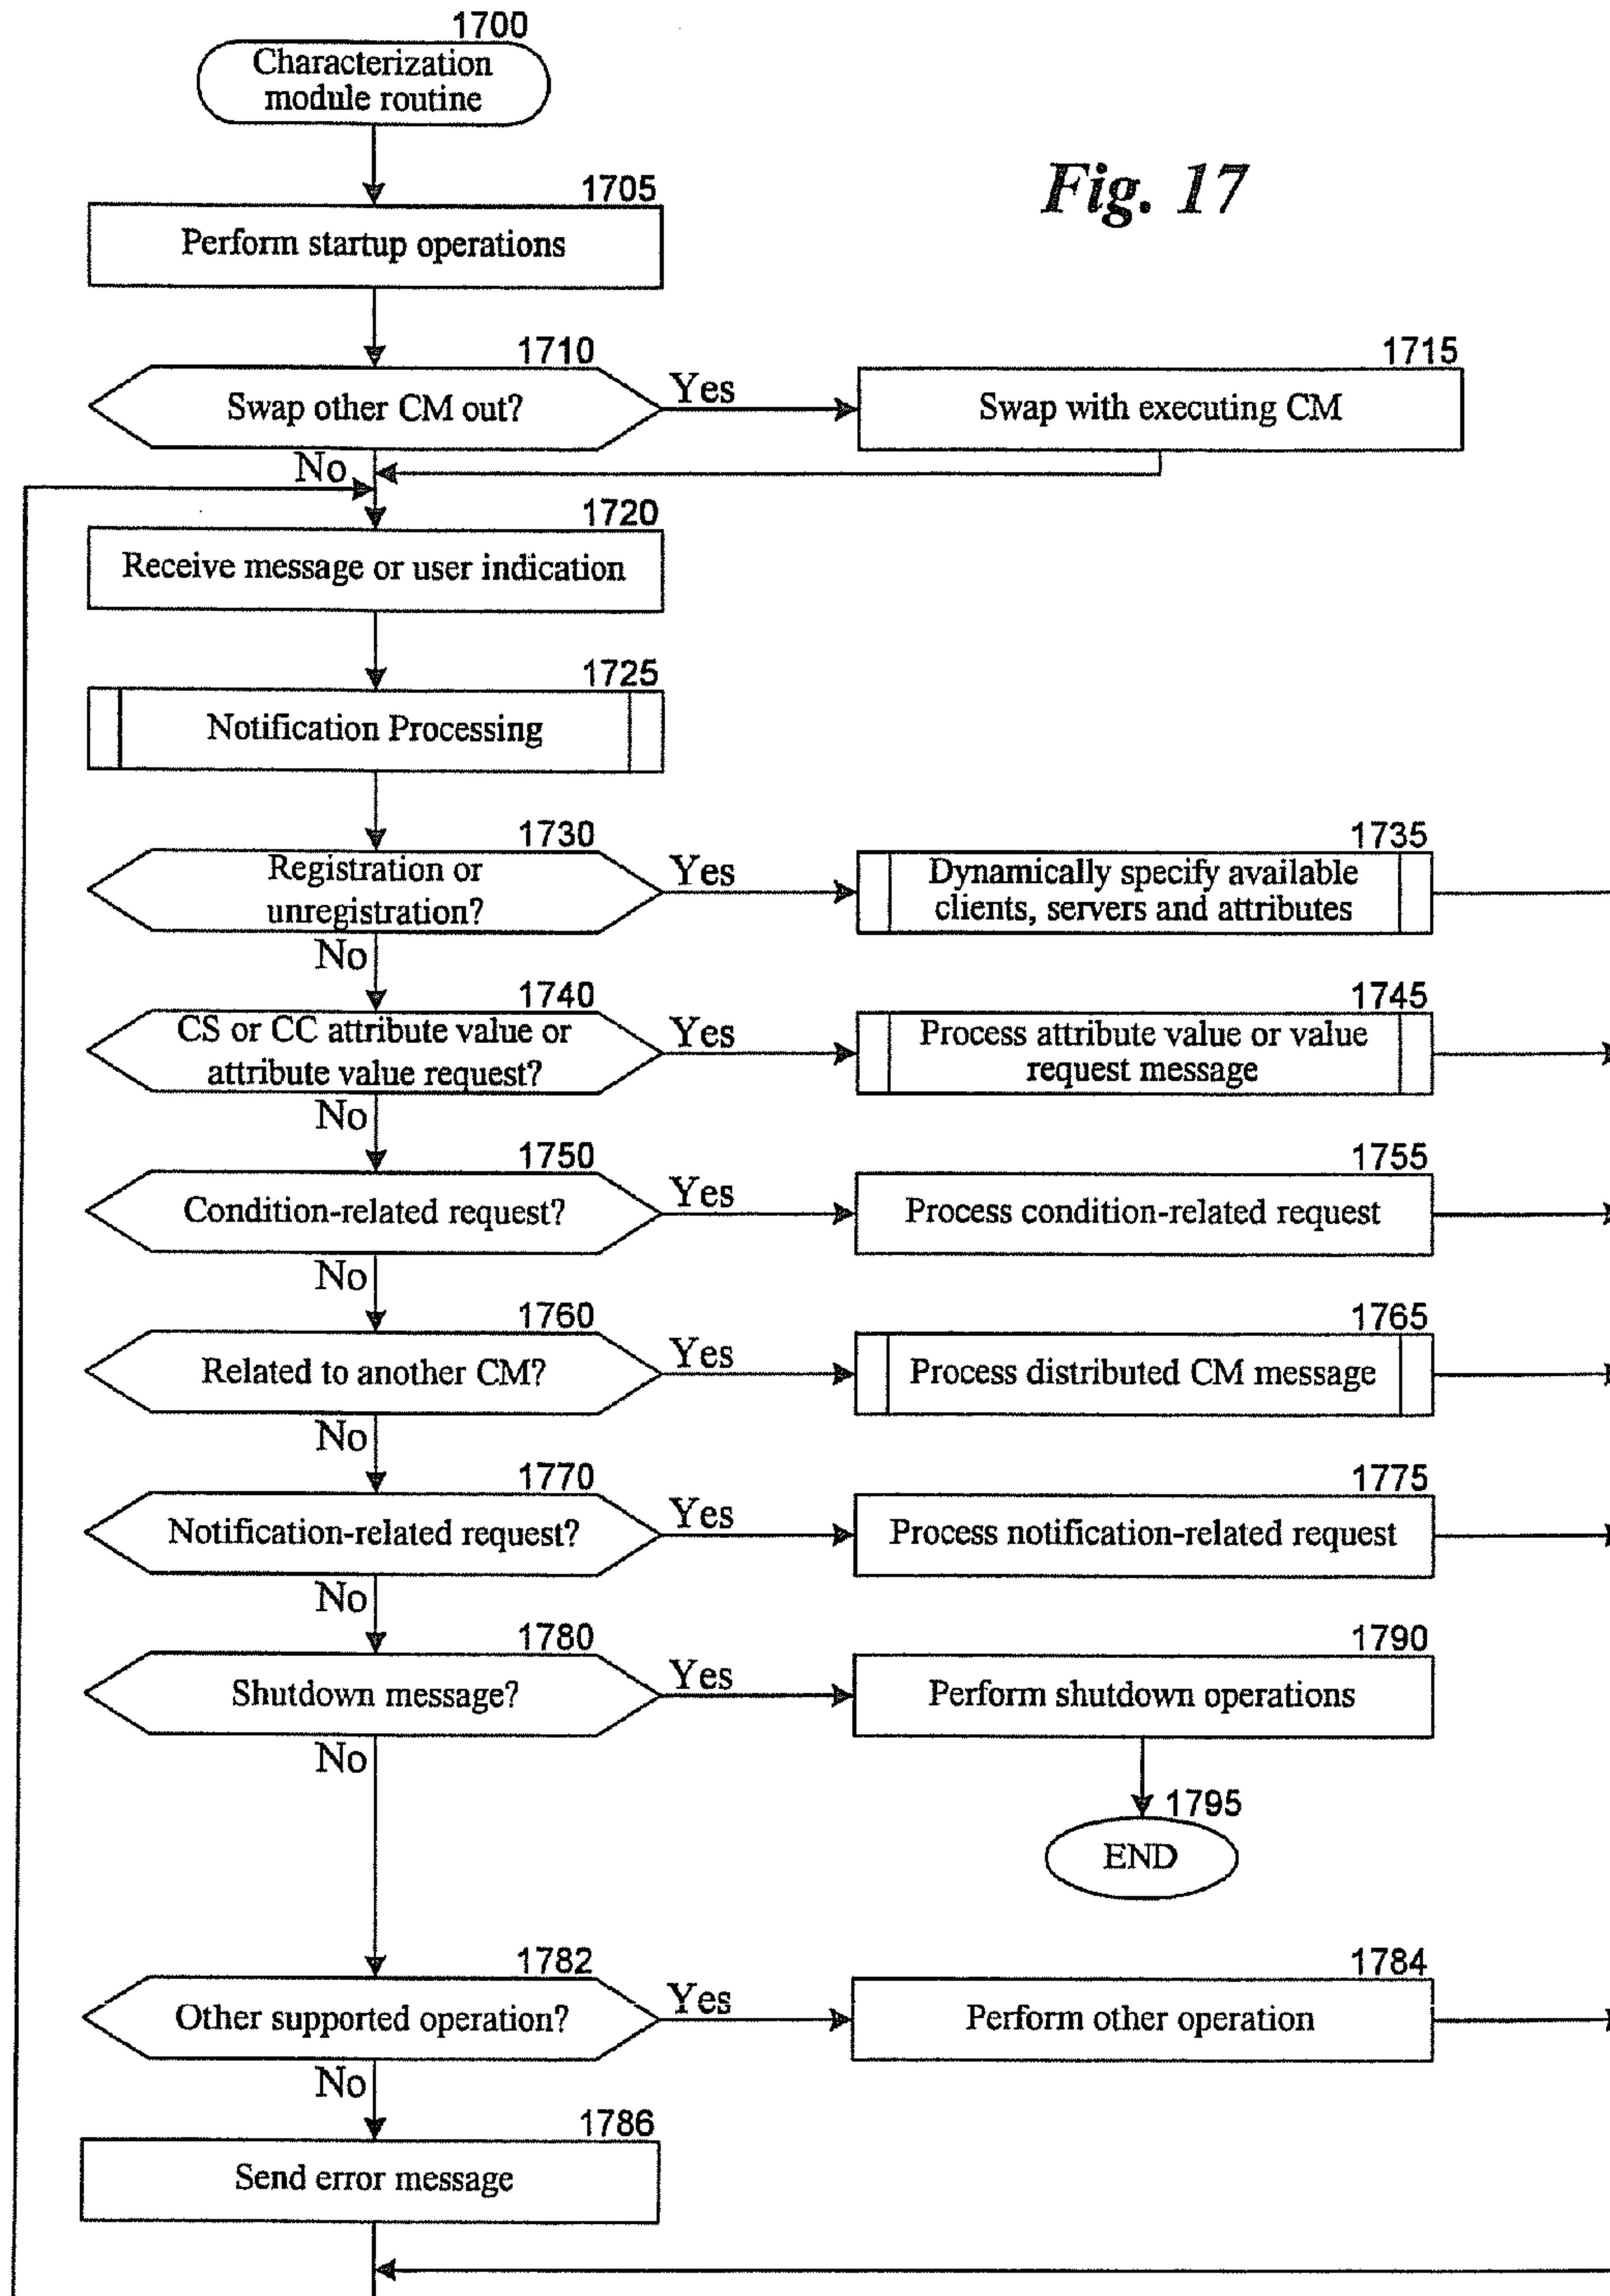 1700
Characterization
module routine
Fig. 17
1705
Perform startup operations
1710
Swap other CM out?
Yes
1715
Swap with executing CM
No
1720
Receive message or user indication
1725
Notification Processing
1730
Registration or
unregistration?
Yes
1735
Dynamically specify available
clients, servers and attributes
No
1740
CS or CC attribute value or
attribute value request?
Yes
1745
Process attribute value or value
request message
No
1750
Condition-related request?
Yes
1755
Process condition-related request
No
1760
Related to another CM?
Yes
1765
Process distributed CM message
No
1770
Notification-related request?
Yes
1775
Process notification-related request
No
1780
Shutdown message?
Yes
1790
Perform shutdown operations
No
1795
END
1782
Other supported operation?
Yes
1784
Perform other operation
No
1786
Send error message